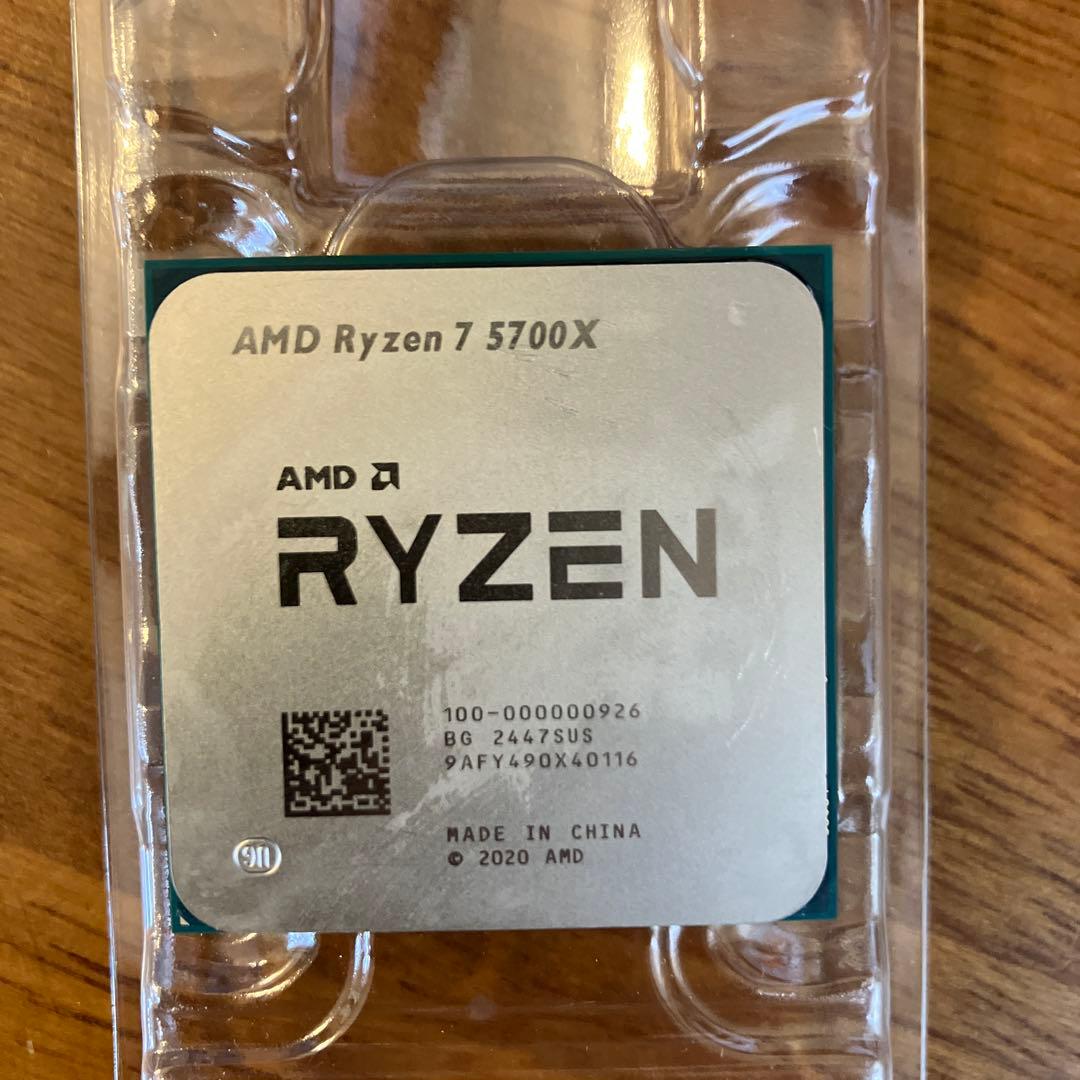 AMD Ryzen 7 5700X
AMD
RYZEN
100-000000926
BG 2447SUS
9AFY490X40116
MADE IN CHINA
© 2020 AMD